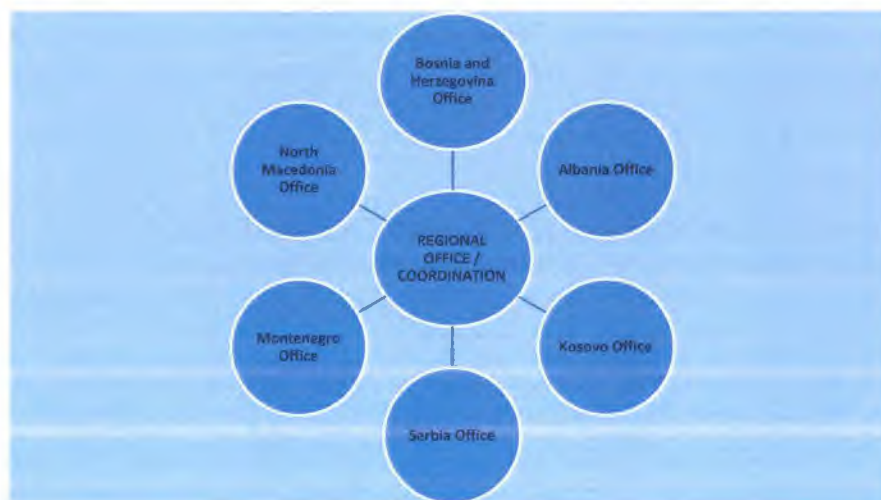 Bosnia and
Herzegovina
Office
North
Macedonia
Office
Albania Office
REGIONAL
OFFICE /
COORDINATION
Montenegro
Office
Kosovo Office
Serbia Office